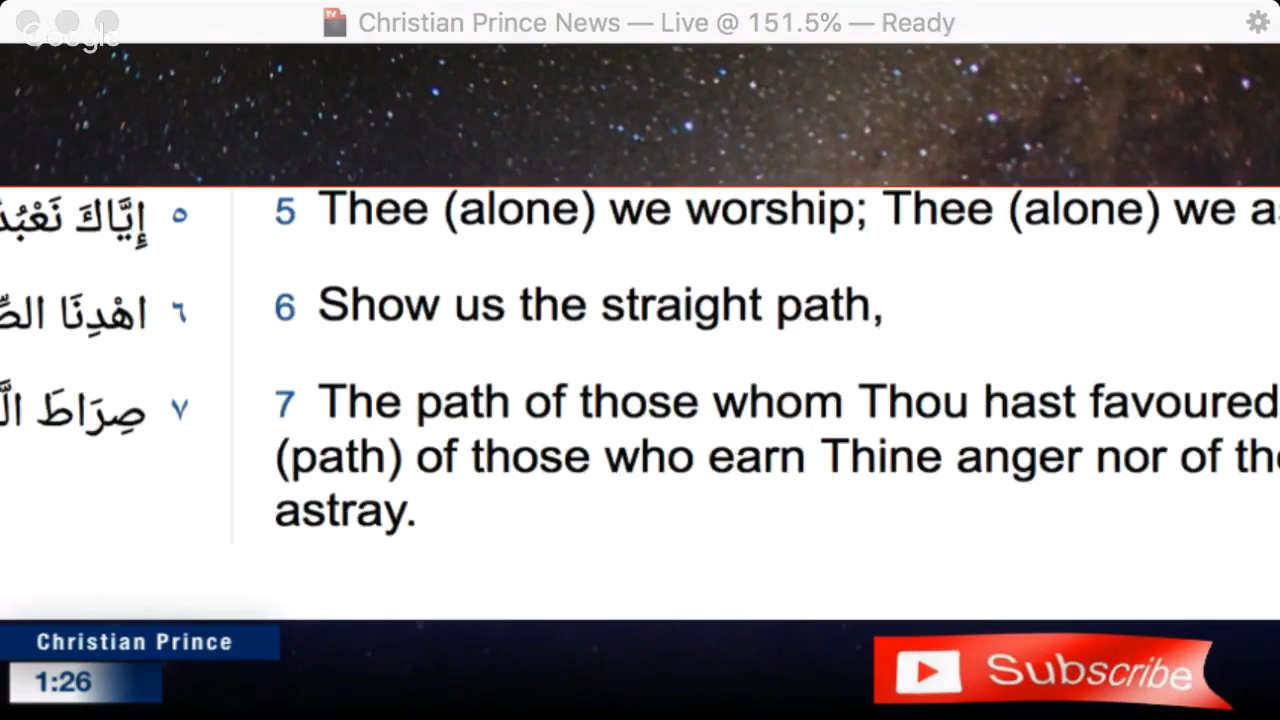 Christian Prince News — Live @ 151.5% — Ready
Google
إِيَّاكَ نَعْبُدُ ٥
5 Thee (alone) we worship; Thee (alone) we as
اهْدِنَا ٦
6 Show us the straight path,
صِرَاطَ ٧
7 The path of those whom Thou hast favoured
(path) of those who earn Thine anger nor of the
astray.
Christian Prince
1:26
Subscribe